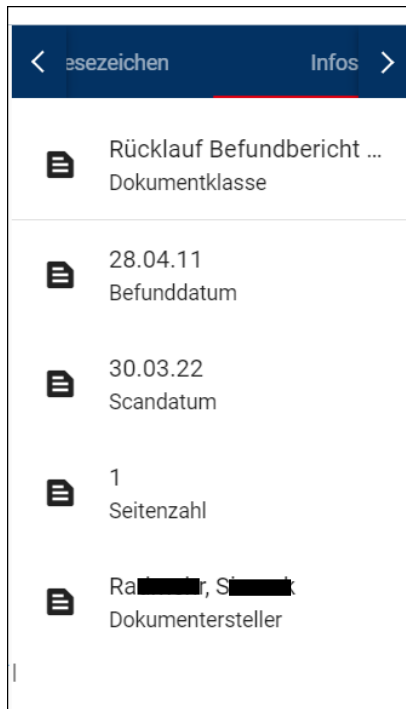 esezeichen Infos
Rücklauf Befundbericht ...
Dokumentklasse
28.04.11
Befunddatum
30.03.22
Scandatum
1
Seitenzahl
Dokumentersteller